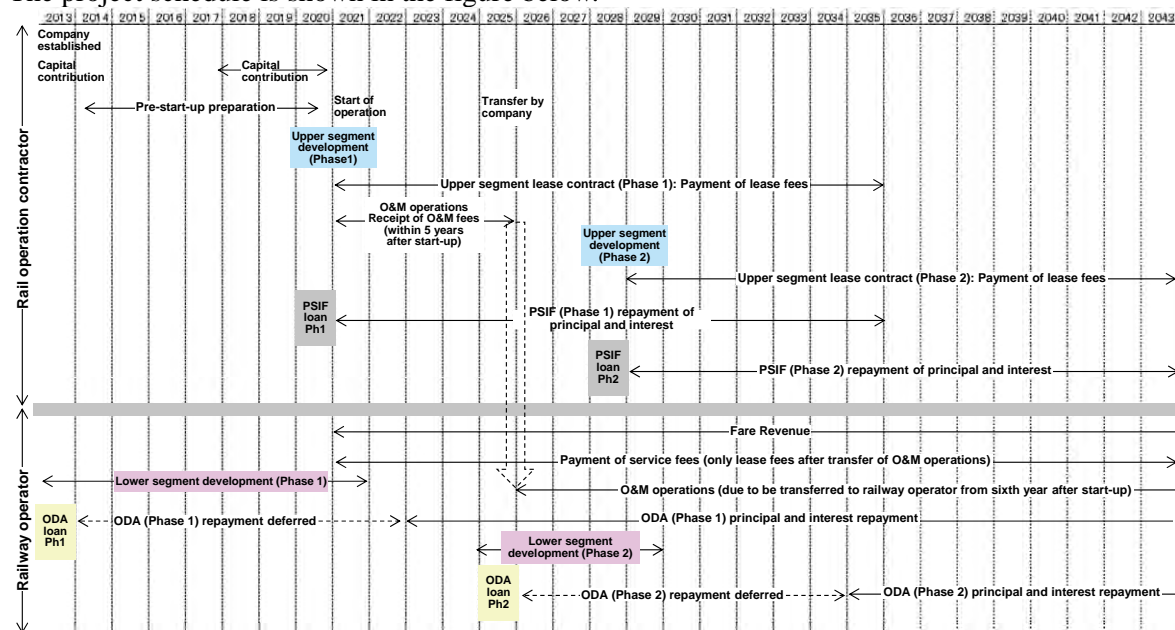 The project schedule is shown in the figure below.
2013 2014 2015 2016 2017 2018 2019 2020 2021 2022 2023 2024 2025 2026 2027 2028 2029 2030 2031 2032 2033 2034 2035 2036 2037 2038 2039 2040 2041 2042 2043
Rail operation contractor
Company
established
Capital
contribution
Capital
contribution
Pre-start-up preparation
Start of
operation
Transfer by
company
Upper segment
development
(Phase1)
Upper segment lease contract (Phase 1): Payment of lease fees
O&M operations
Receipt of O&M fees
(within 5 years
after start-up)
Upper segment
development
(Phase 2)
Upper segment lease contract (Phase 2): Payment of lease fees
PSIF
loan
Ph1
PSIF (Phase 1) repayment of
principal and interest
PSIF
loan
Ph2
PSIF (Phase 2) repayment of principal and interest
Railway operator
Fare Revenue
Payment of service fees (only lease fees after transfer of O&M operations)
Lower segment development (Phase 1)
O&M operations (due to be transferred to railway operator from sixth year after start-up)
ODA
loan
Ph1
ODA (Phase 1) repayment deferred
ODA (Phase 1) principal and interest repayment
Lower segment
development (Phase 2)
ODA
loan
Ph2
ODA (Phase 2) repayment deferred
ODA (Phase 2) principal and interest repayment